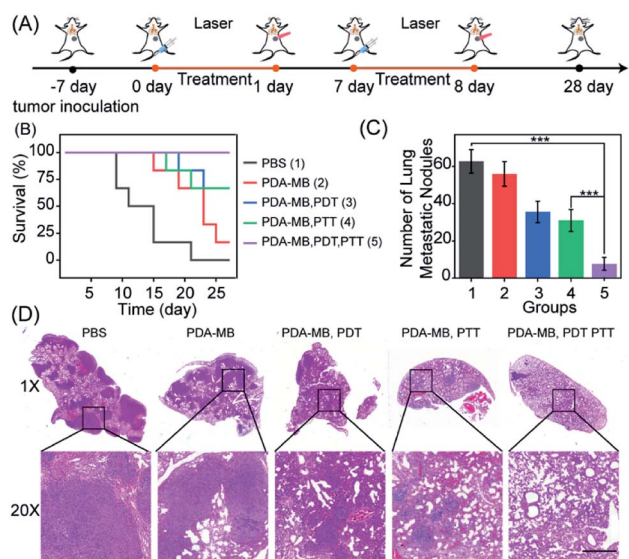 (A)
Laser
Laser
Treatment
Treatment
-7 day
0 day
1 day
7 day
8 day
28 day
tumor inoculation
(B)
Survival (%)
100
75
50
25
0
5
10
15
20
25
Time (day)
PBS (1)
PDA-MB (2)
PDA-MB,PDT (3)
PDA-MB,PTT (4)
PDA-MB,PDT,PTT (5)
(C)
Number of Lung
Metastatic Nodules
60
40
20
0
***
***
1
2
3
4
5
Groups
(D)
PBS
PDA-MB
PDA-MB, PDT
PDA-MB, PTT
PDA-MB, PDT PTT
1X
20X